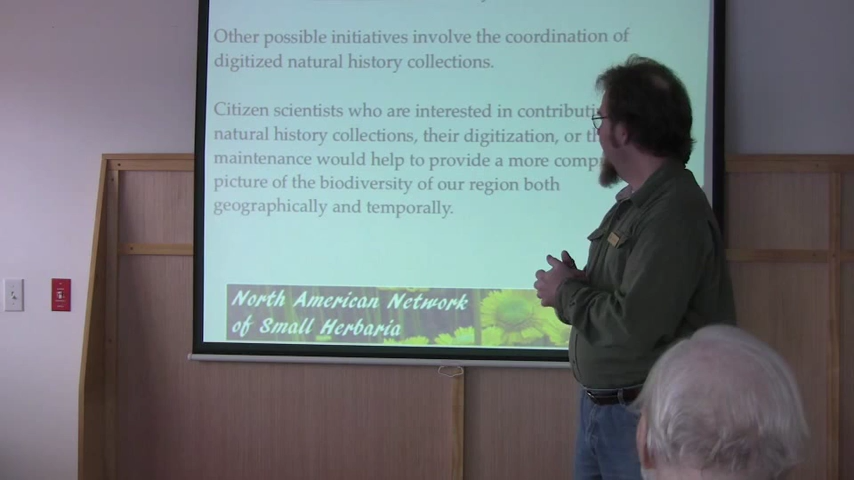 Other possible initiatives involve the coordination of
digitized natural history collections.
Citizen scientists who are interested in
natural history collections, their digitization, or
maintenance would help to provide a more
picture of the biodiversity of our region both
geographically and temporally.
North American Network
of Small Herbaria